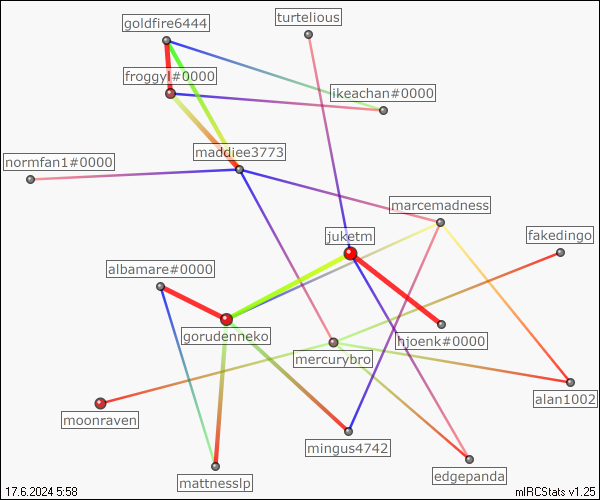 goldfire6444
turtelious
froggyl#0000
ikeachan#0000
maddiee3773
normfan1#0000
marcemadness
juketm
fakedingo
albamare#0000
gorudenneko
hjoenk#0000
mercurybro
alan1002
moonraven
mingus4742
edgepanda
mattnesslp
17.6.2024 5:58
mIRCStats v1.25